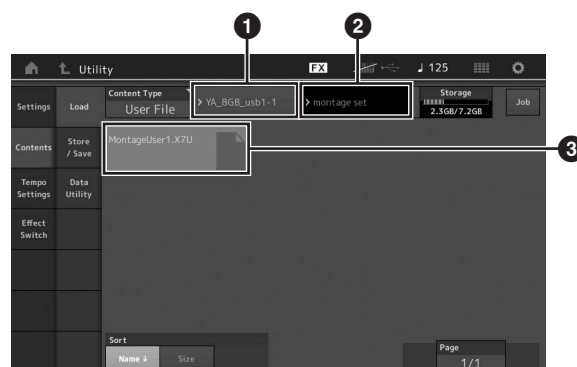 1
2
Utility
FX
♩ 125
Settings
Load
Content Type
User File
> YA_8GB_usb1-1
> montage set
Storage
2.3GB/7.2GB
Job
Contents
Store
/ Save
MontageUser1.X7U
3
Tempo
Settings
Data
Utility
Effect
Switch
Sort
Name ↓
Size
Page
1/1